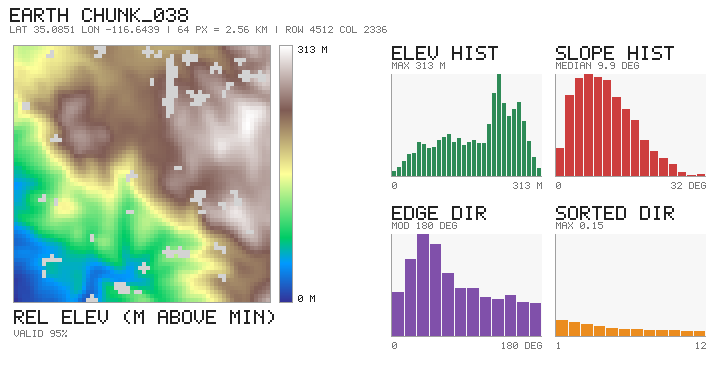 EARTH CHUNK_038
LAT 35.0851 LON -116.6439 | 64 PX = 2.56 KM | ROW 4512 COL 2336
313 M
0 M
REL ELEV (M ABOVE MIN)
VALID 95%
ELEV HIST
MAX 313 M
0 313 M
SLOPE HIST
MEDIAN 9.9 DEG
0 32 DEG
EDGE DIR
MOD 180 DEG
0 180 DEG
SORTED DIR
MAX 0.15
1 12